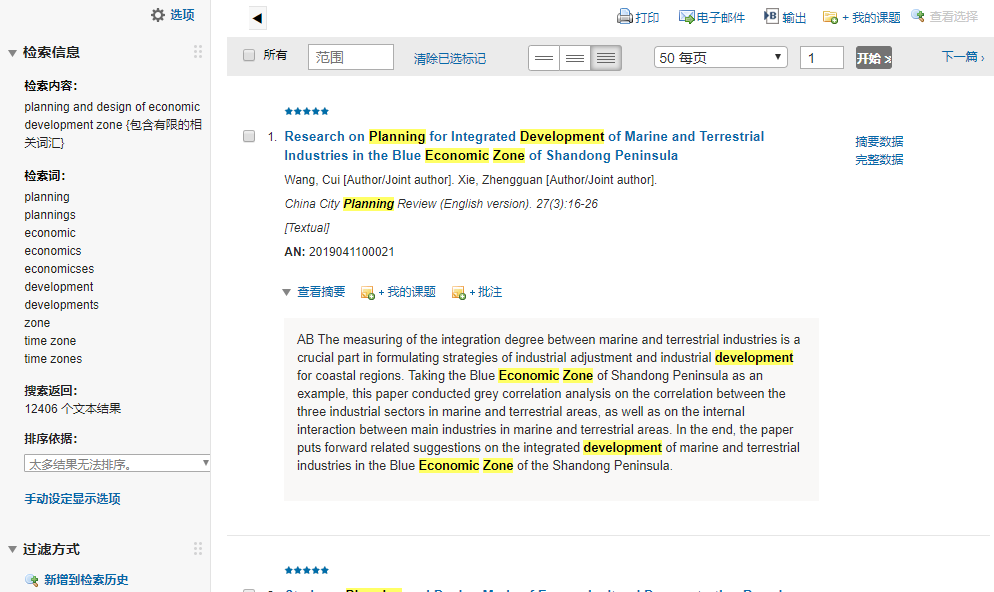 选项
检索信息
检索内容:
planning and design of economic
development zone {包含有限的相
关词汇}
检索词:
planning
plannings
economic
economics
economicses
development
developments
zone
time zone
time zones
搜索返回:
12406 个文本结果
排序依据:
太多结果无法排序。
手动设定显示选项
过滤方式
新增到检索历史
打印 电子邮件 输出 + 我的课题 查看选择
所有 范围 清除已选标记 50 每页 1 开始 下一篇 ›
1. Research on Planning for Integrated Development of Marine and Terrestrial
Industries in the Blue Economic Zone of Shandong Peninsula
摘要数据
完整数据
Wang, Cui [Author/Joint author]. Xie, Zhengguan [Author/Joint author].
China City Planning Review (English version). 27(3):16-26
[Textual]
AN: 2019041100021
查看摘要 + 我的课题 + 批注
AB The measuring of the integration degree between marine and terrestrial industries is a
crucial part in formulating strategies of industrial adjustment and industrial development
for coastal regions. Taking the Blue Economic Zone of Shandong Peninsula as an
example, this paper conducted grey correlation analysis on the correlation between the
three industrial sectors in marine and terrestrial areas, as well as on the internal
interaction between main industries in marine and terrestrial areas. In the end, the paper
puts forward related suggestions on the integrated development of marine and terrestrial
industries in the Blue Economic Zone of the Shandong Peninsula.